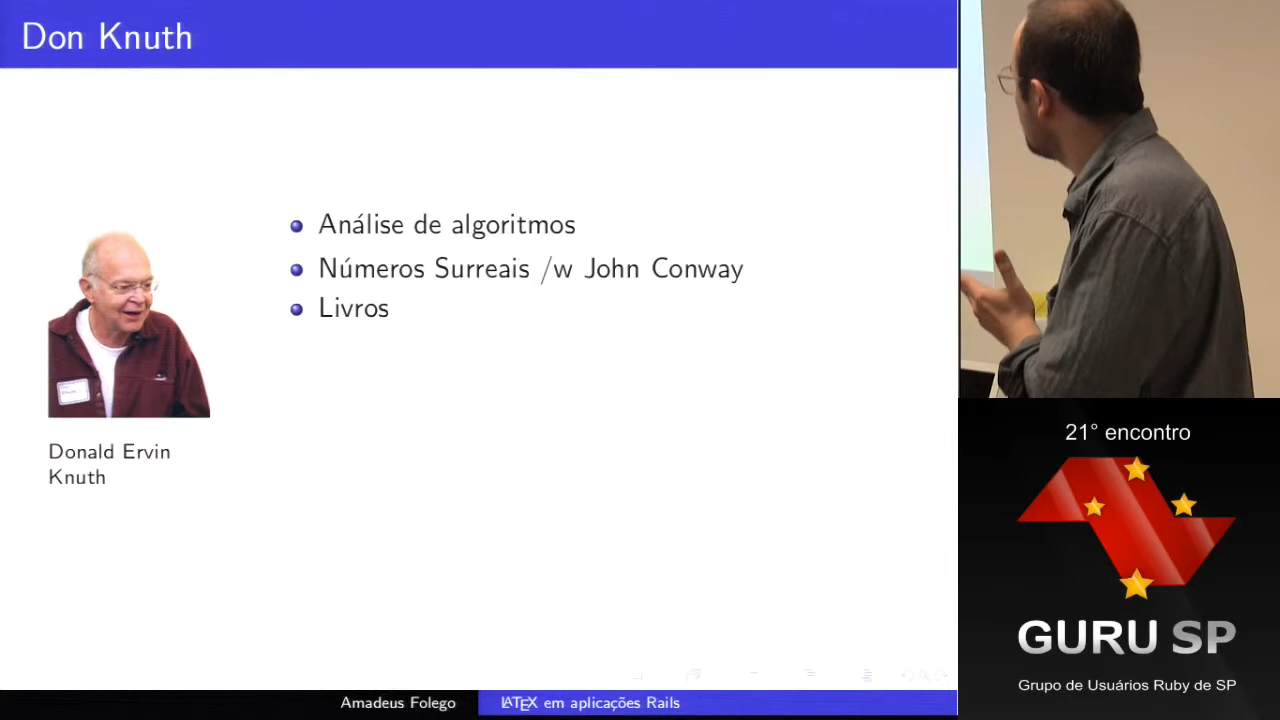 Don Knuth
Análise de algoritmos
Números Surreais /w John Conway
Livros
Donald Ervin
Knuth
Amadeus Folego
LATEX em aplicações Rails
21° encontro
GURU SP
Grupo de Usuários Ruby de SP